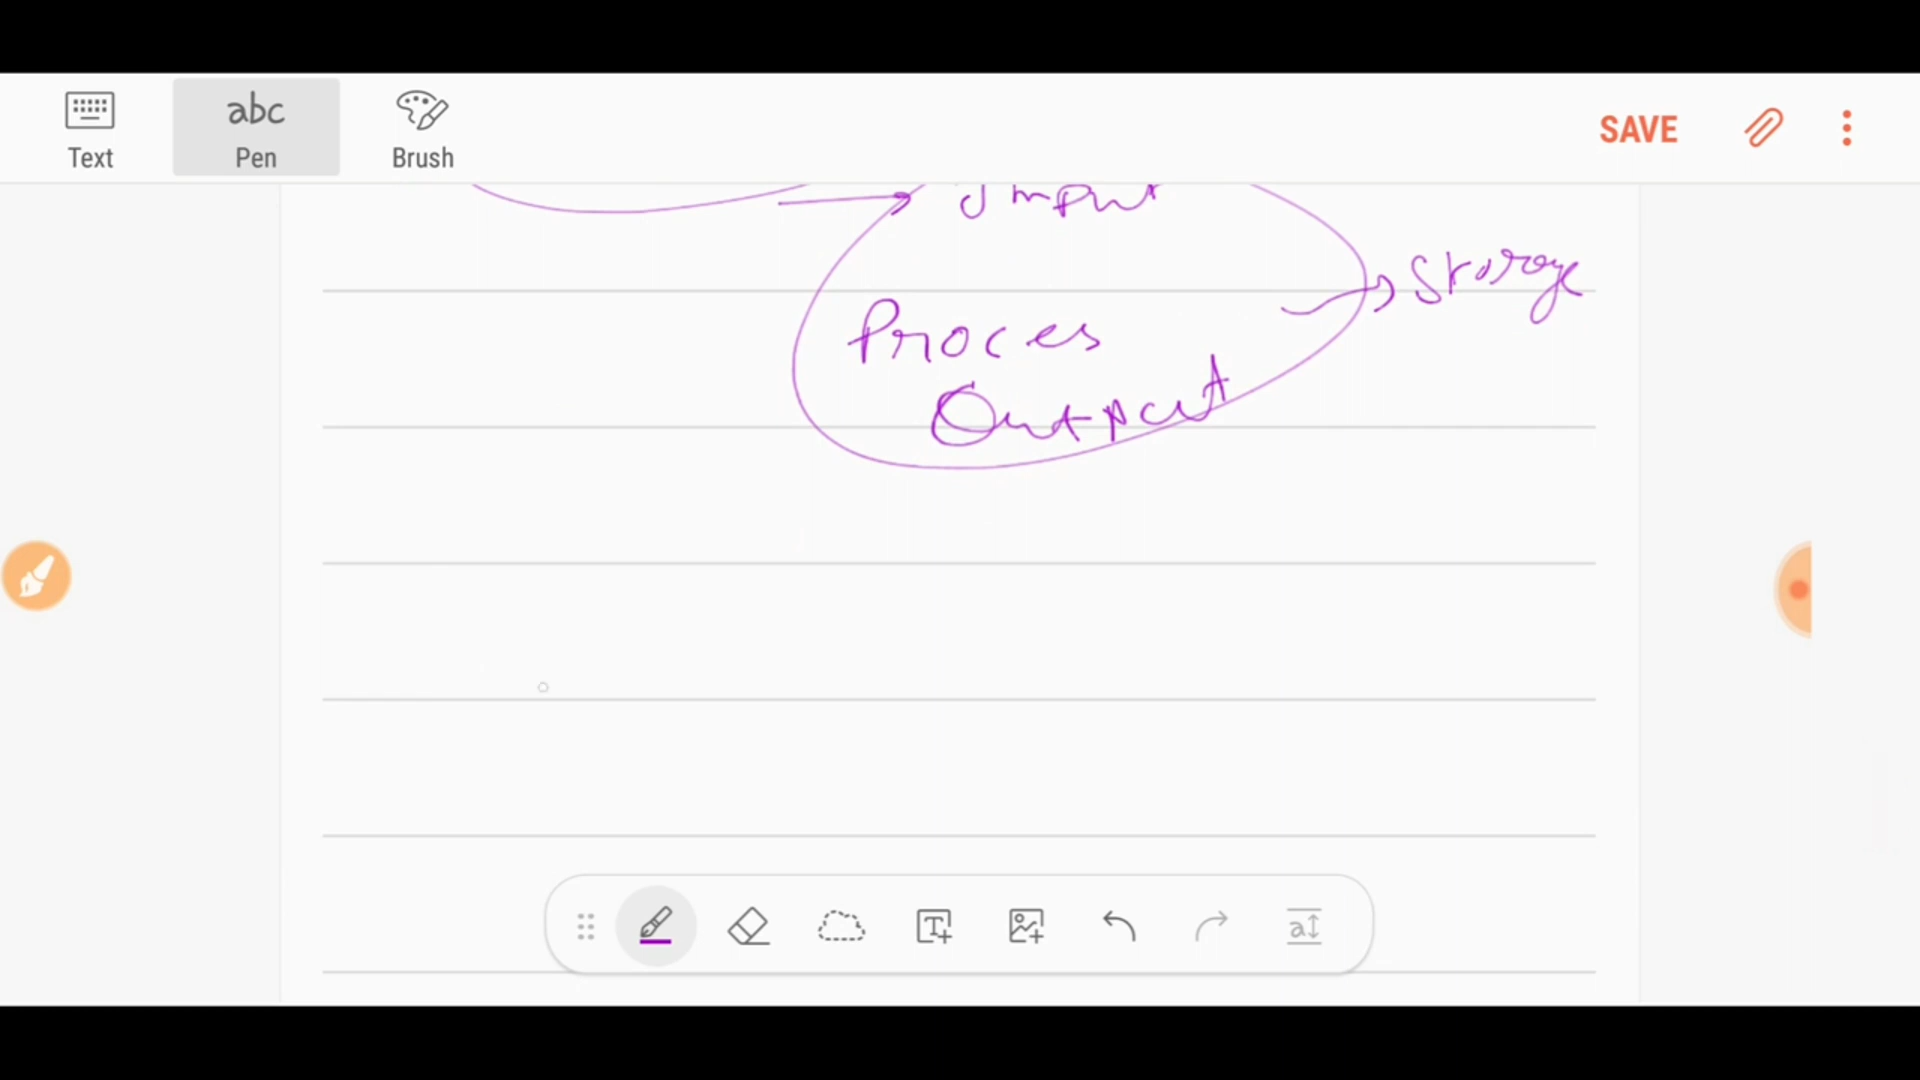 Text
abc
Pen
Brush
SAVE
Input
Storage
Proces
Output